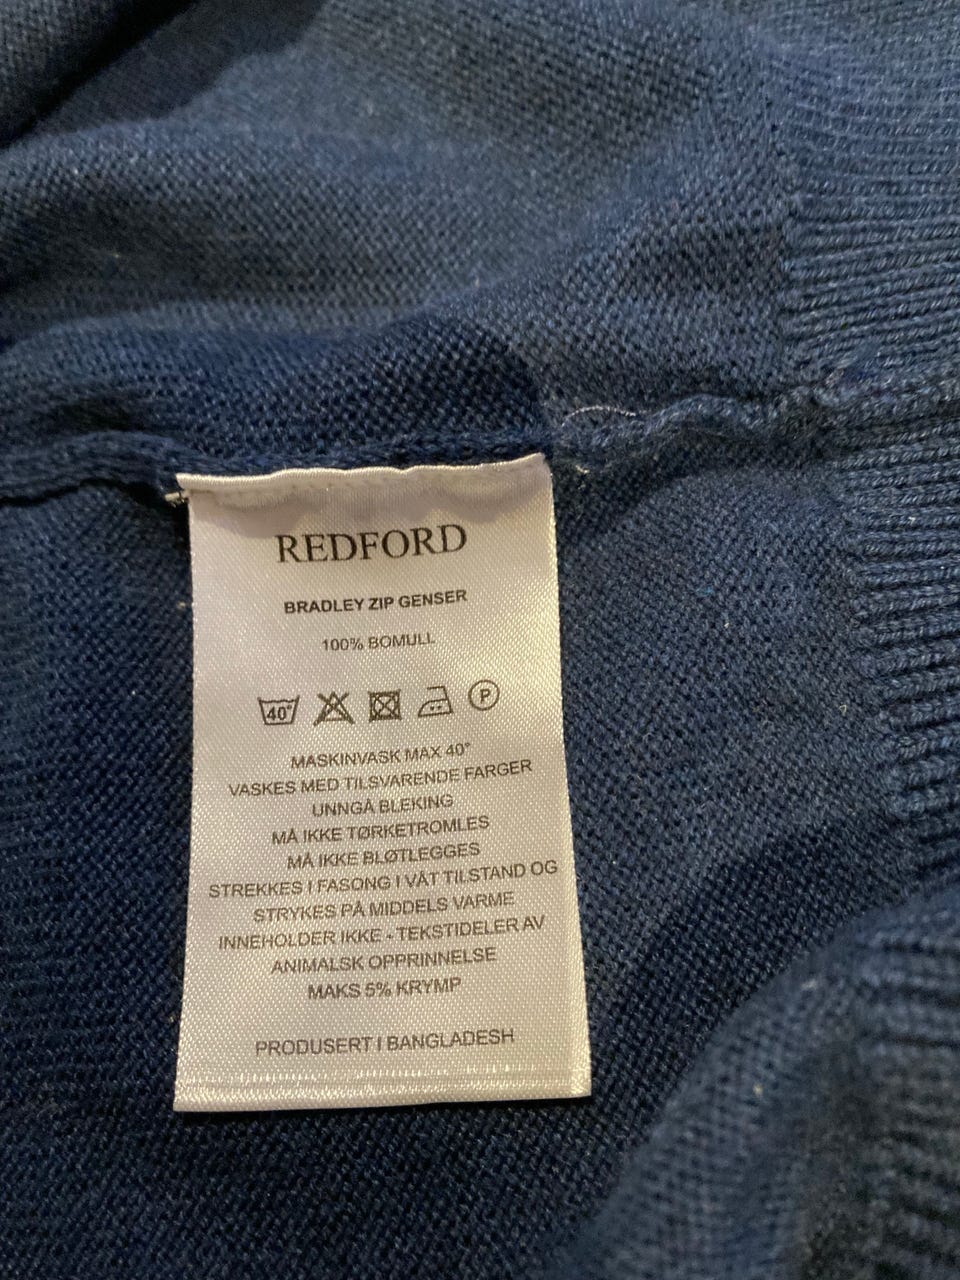 REDFORD
BRADLEY ZIP GENSER
100% BOMULL
40° P
MASKINVASK MAX 40°
VASKES MED TILSVARENDE FARGER
UNNGÅ BLEKING
MÅ IKKE TØRKETROMLES
MÅ IKKE BLØTLEGGES
STREKKES I FASONG I VÅT TILSTAND OG
STRYKES PÅ MIDDELS VARME
INNEHOLDER IKKE - TEKSTIDELER AV
ANIMALSK OPPRINNELSE
MAKS 5% KRYMP
PRODUSERT I BANGLADESH